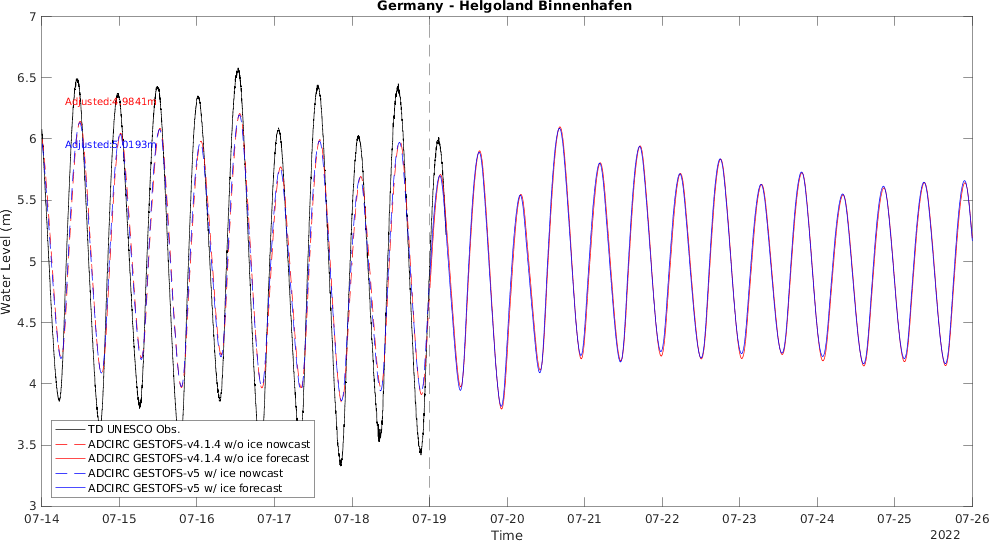 Germany - Helgoland Binnenhafen
7
6.5
6
5.5
5
4.5
4
3.5
3
Water Level (m)
Adjusted:4.9841m
Adjusted:5.0193m
TD UNESCO Obs.
ADCIRC GESTOFS-v4.1.4 w/o ice nowcast
ADCIRC GESTOFS-v4.1.4 w/o ice forecast
ADCIRC GESTOFS-v5 w/ ice nowcast
ADCIRC GESTOFS-v5 w/ ice forecast
07-14 07-15 07-16 07-17 07-18 07-19 07-20 07-21 07-22 07-23 07-24 07-25 07-26
Time
2022